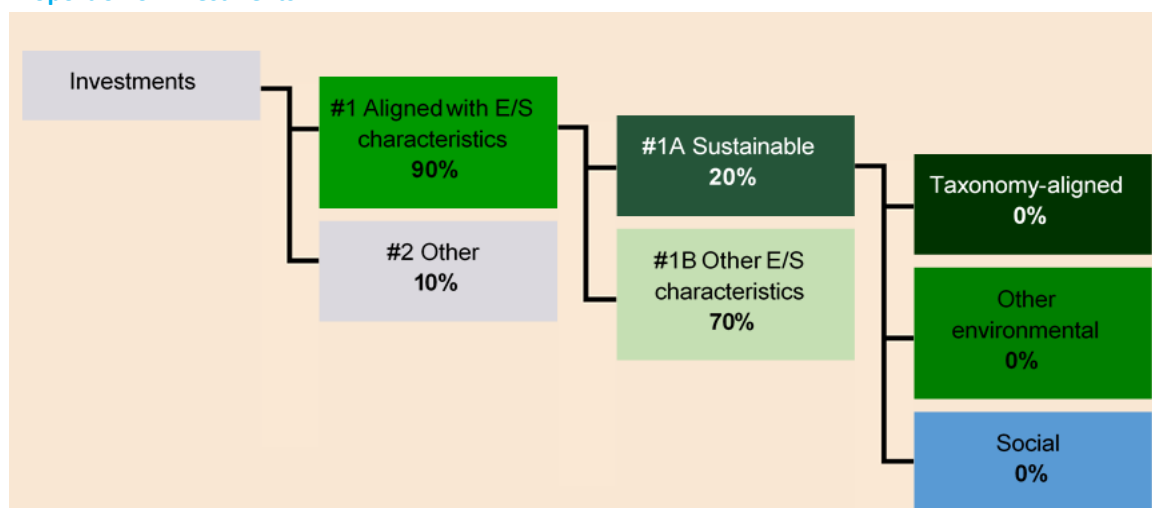 Investments
#1 Aligned with E/S
characteristics
90%
#2 Other
10%
#1A Sustainable
20%
#1B Other E/S
characteristics
70%
Taxonomy-aligned
0%
Other
environmental
0%
Social
0%